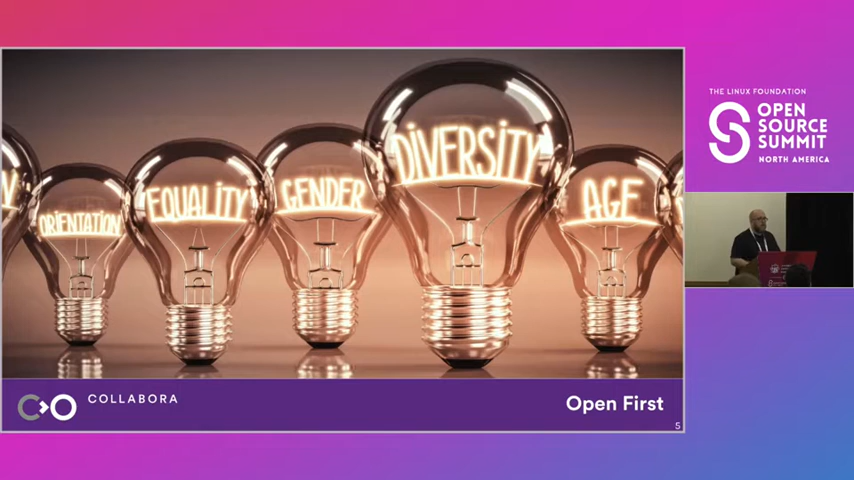 ORIENTATION
EQUALITY
GENDER
DIVERSITY
AGE
COLLABORA
Open First
5
THE LINUX FOUNDATION
OPEN
SOURCE
SUMMIT
NORTH AMERICA